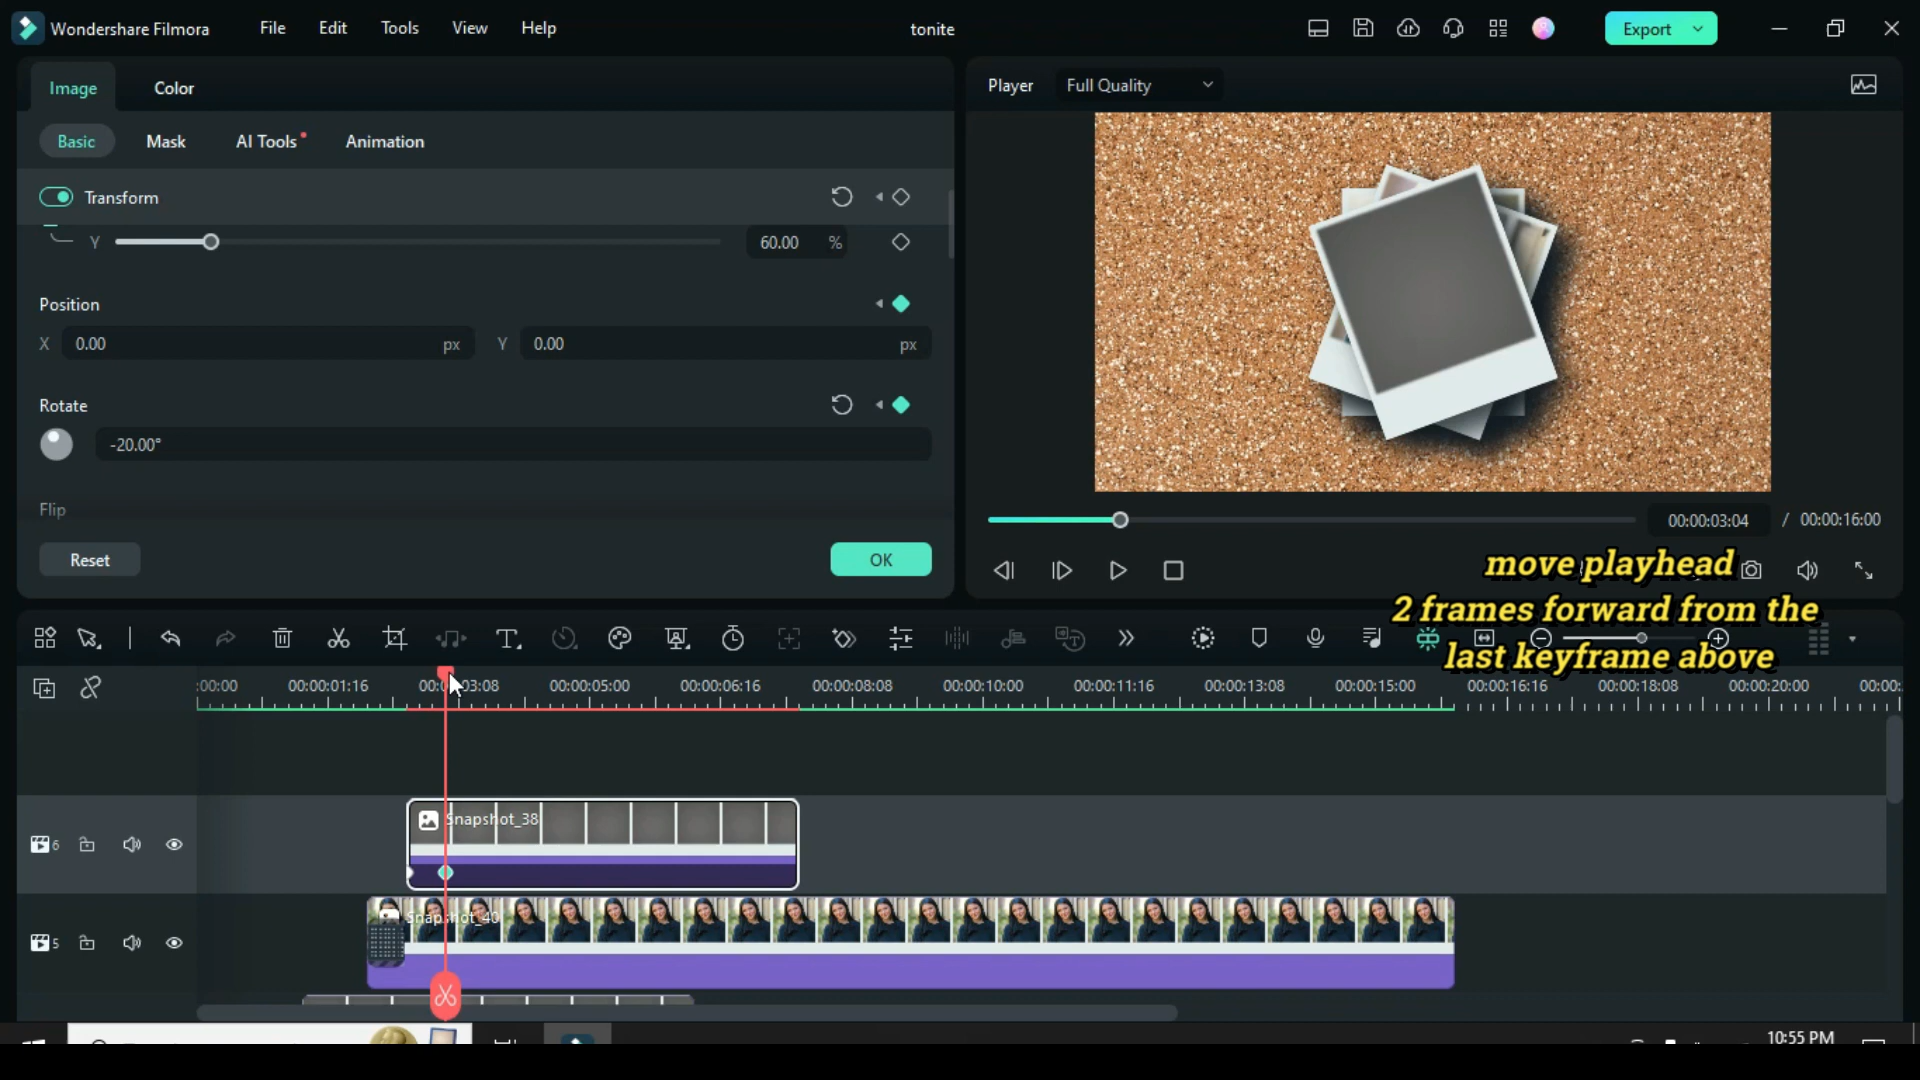 Wondershare Filmora
File
Edit
Tools
View
Help
tonite
Export
Image
Color
Player
Full Quality
Basic
Mask
AI Tools
Animation
Transform
Y
60.00
%
Position
X
0.00
px
Y
0.00
px
Rotate
-20.00°
Flip
Reset
OK
00:00:03:04
/
00:00:16:00
move playhead
2 frames forward from the
last keyframe above
:00:00
00:00:01:16
00:00:05:00
00:00:06:16
00:00:08:08
00:00:10:00
00:00:11:16
00:00:13:08
00:00:15:00
00:00:16:16
00:00:18:08
00:00:20:00
00:00:
Snapshot_38
6
Snapshot_40
5
10:55 PM